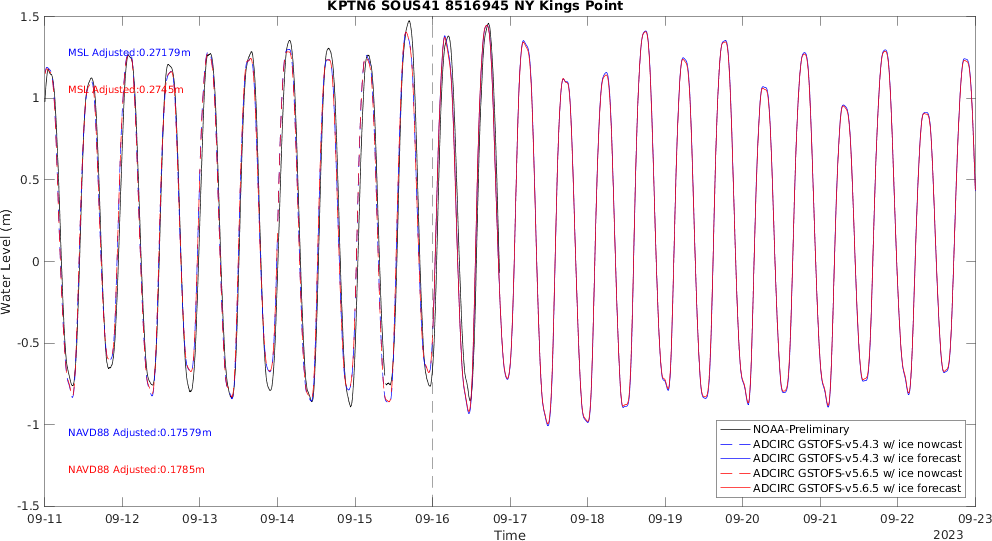 KPTN6 SOUS41 8516945 NY Kings Point
1.5
1
0.5
0
-0.5
-1
-1.5
Water Level (m)
MSL Adjusted:0.27179m
MSL Adjusted:0.2745m
NAVD88 Adjusted:0.17579m
NAVD88 Adjusted:0.1785m
NOAA-Preliminary
ADCIRC GSTOFS-v5.4.3 w/ ice nowcast
ADCIRC GSTOFS-v5.4.3 w/ ice forecast
ADCIRC GSTOFS-v5.6.5 w/ ice nowcast
ADCIRC GSTOFS-v5.6.5 w/ ice forecast
09-11 09-12 09-13 09-14 09-15 09-16 09-17 09-18 09-19 09-20 09-21 09-22 09-23
Time
2023